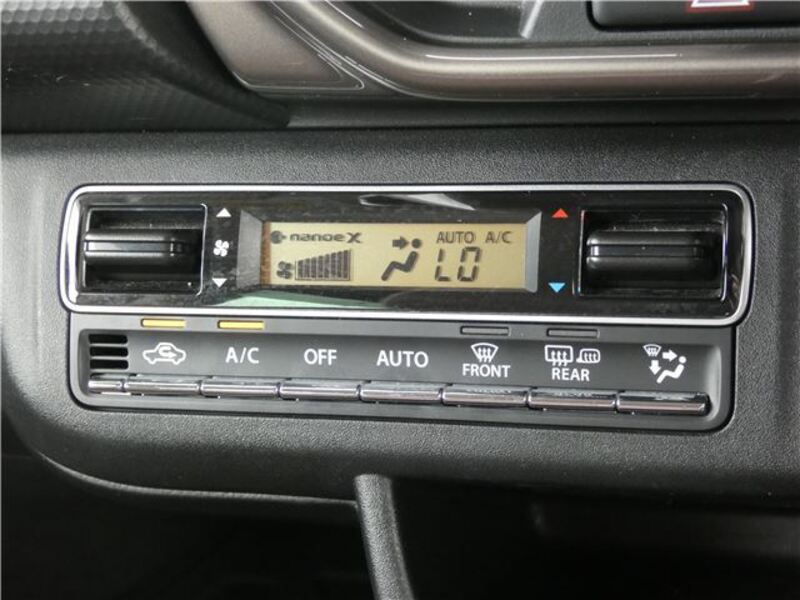 nanoe X
AUTO A/C
LO
A/C OFF AUTO FRONT REAR